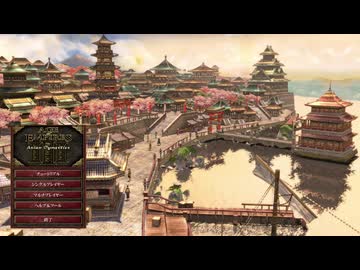 AGE OF
EMPIRES
III
Asian Dynasties
チュートリアル
シングルプレイヤー
マルチプレイヤー
ヘルプ&ツール
終了